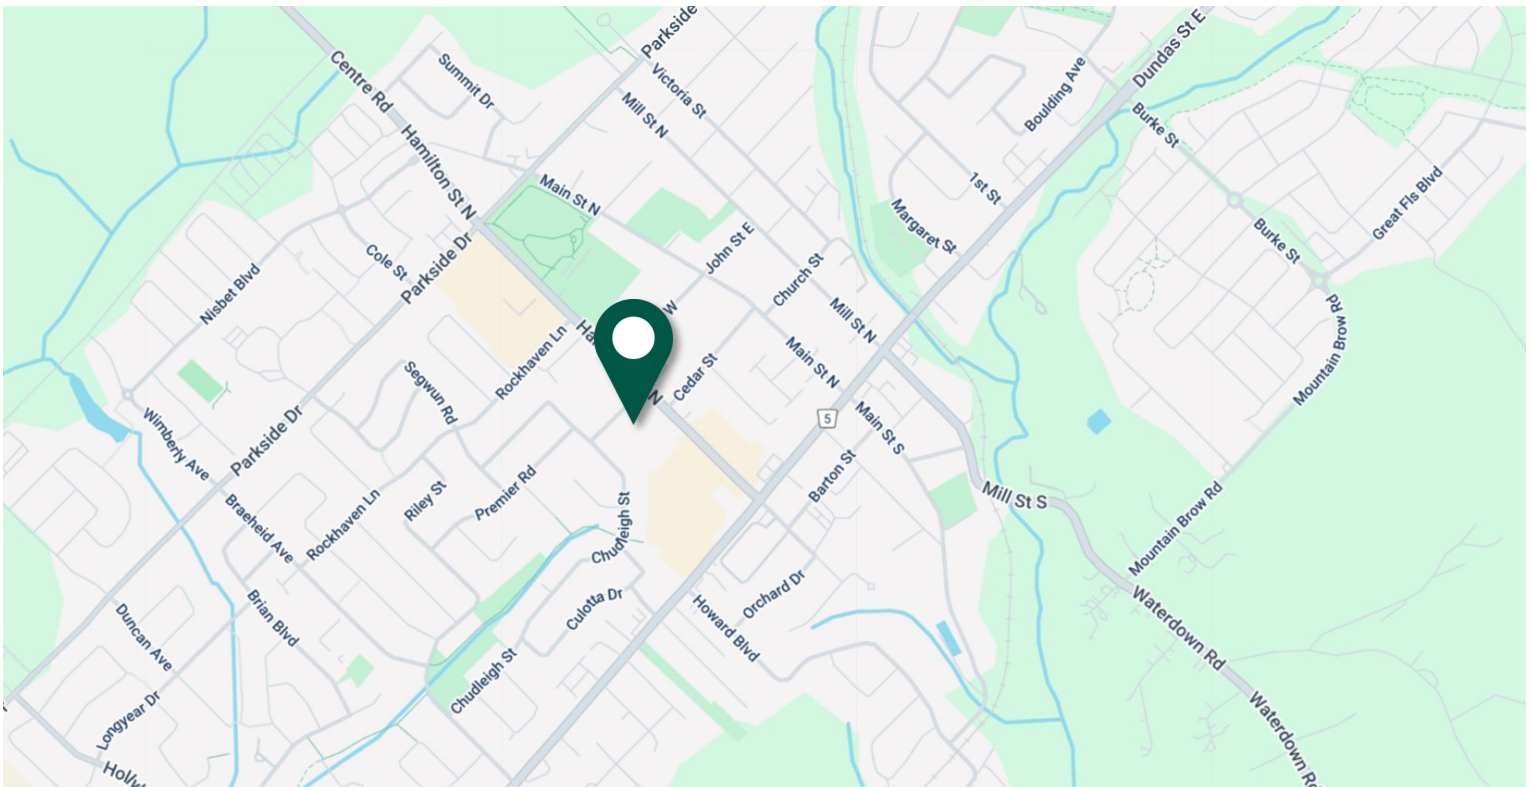 Parkside
Dundas St E
Centre Rd
Summit Dr
Victoria St
Mill St N
Boulding Ave
Burke St
Hamilton St N
Main St N
1st St
Great Fls Blvd
Margaret St
Burke St
John St E
Cole St
Parkside Dr
Nisbet Blvd
Church St
W
Mill St N
Mountain Brow Rd
Ha
N
Rockhaven Ln
Cedar St
Main St N
Segwun Rd
5
Main St S
Wimberly Ave
Parkside Dr
Barton St
Premier Rd
Riley St
Rockhaven Ln
Braeheid Ave
Chudleigh St
Mill St S
Mountain Brow Rd
Culotta Dr
Orchard Dr
Howard Blvd
Brian Blvd
Duncan Ave
Waterdown Rd
Chudleigh St
Longyear Dr
Waterdown Rd